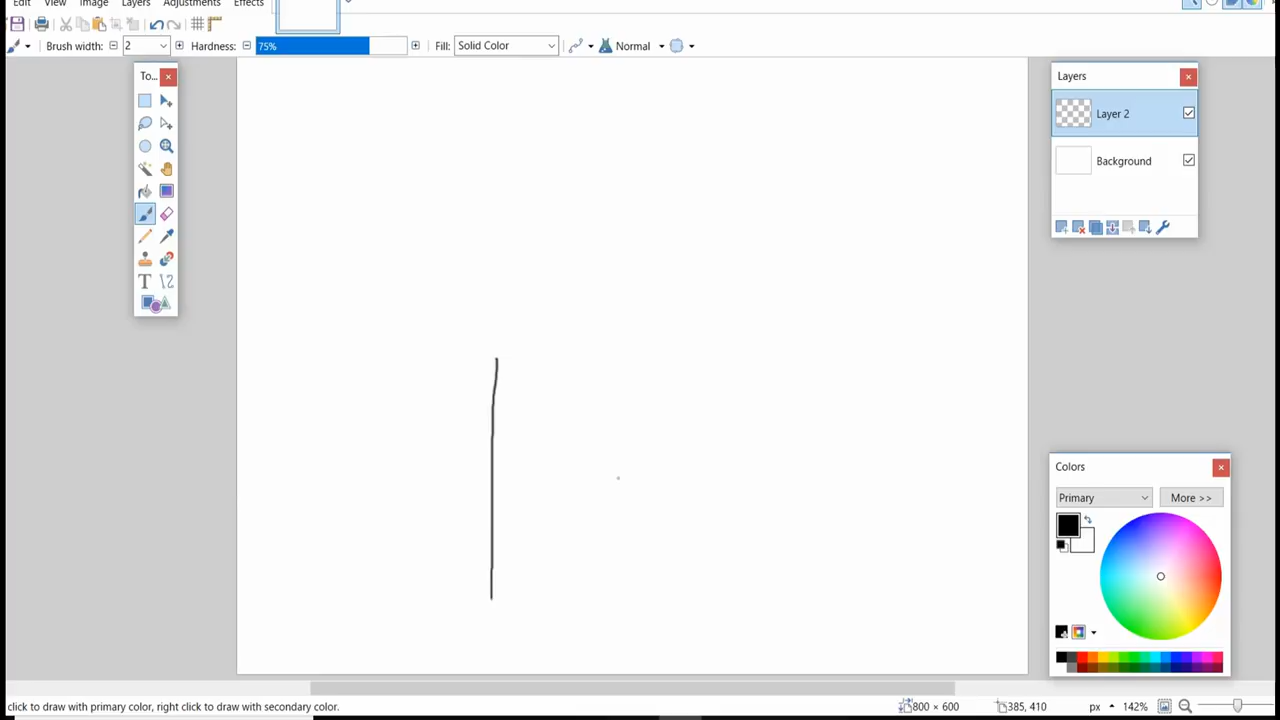 Edit View Image Layers Adjustments Effects
Brush width: 2 Hardness: 75% Fill: Solid Color Normal
To...
T
Layers
Layer 2
Background
Colors
Primary More >>
click to draw with primary color, right click to draw with secondary color. 800 × 600 385, 410 px 142%